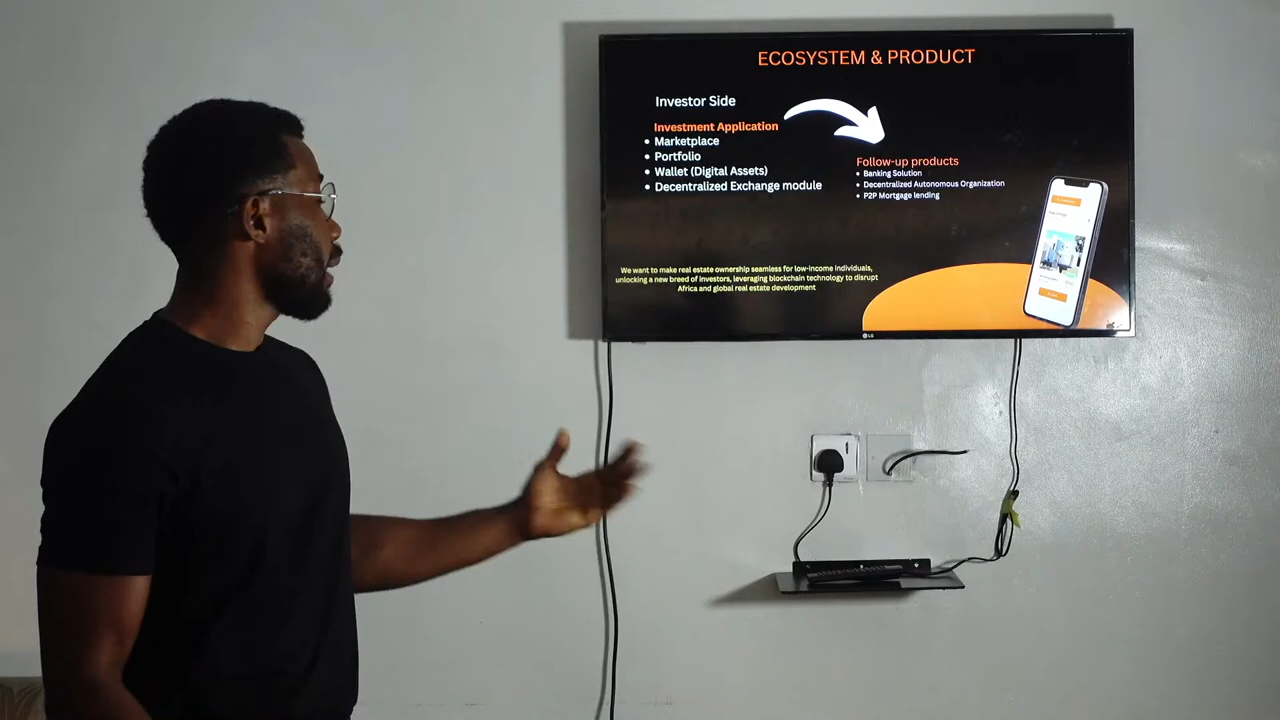 ECOSYSTEM & PRODUCT
Investor Side
Investment Application
• Marketplace
• Portfolio
• Wallet (Digital Assets)
• Decentralized Exchange module
Follow-up products
• Banking Solution
• Decentralized Autonomous Organization
• P2P Mortgage lending
We want to make real estate ownership seamless for low-income individuals,
unlocking a new breed of investors, leveraging blockchain technology to disrupt
Africa and global real estate development
LG